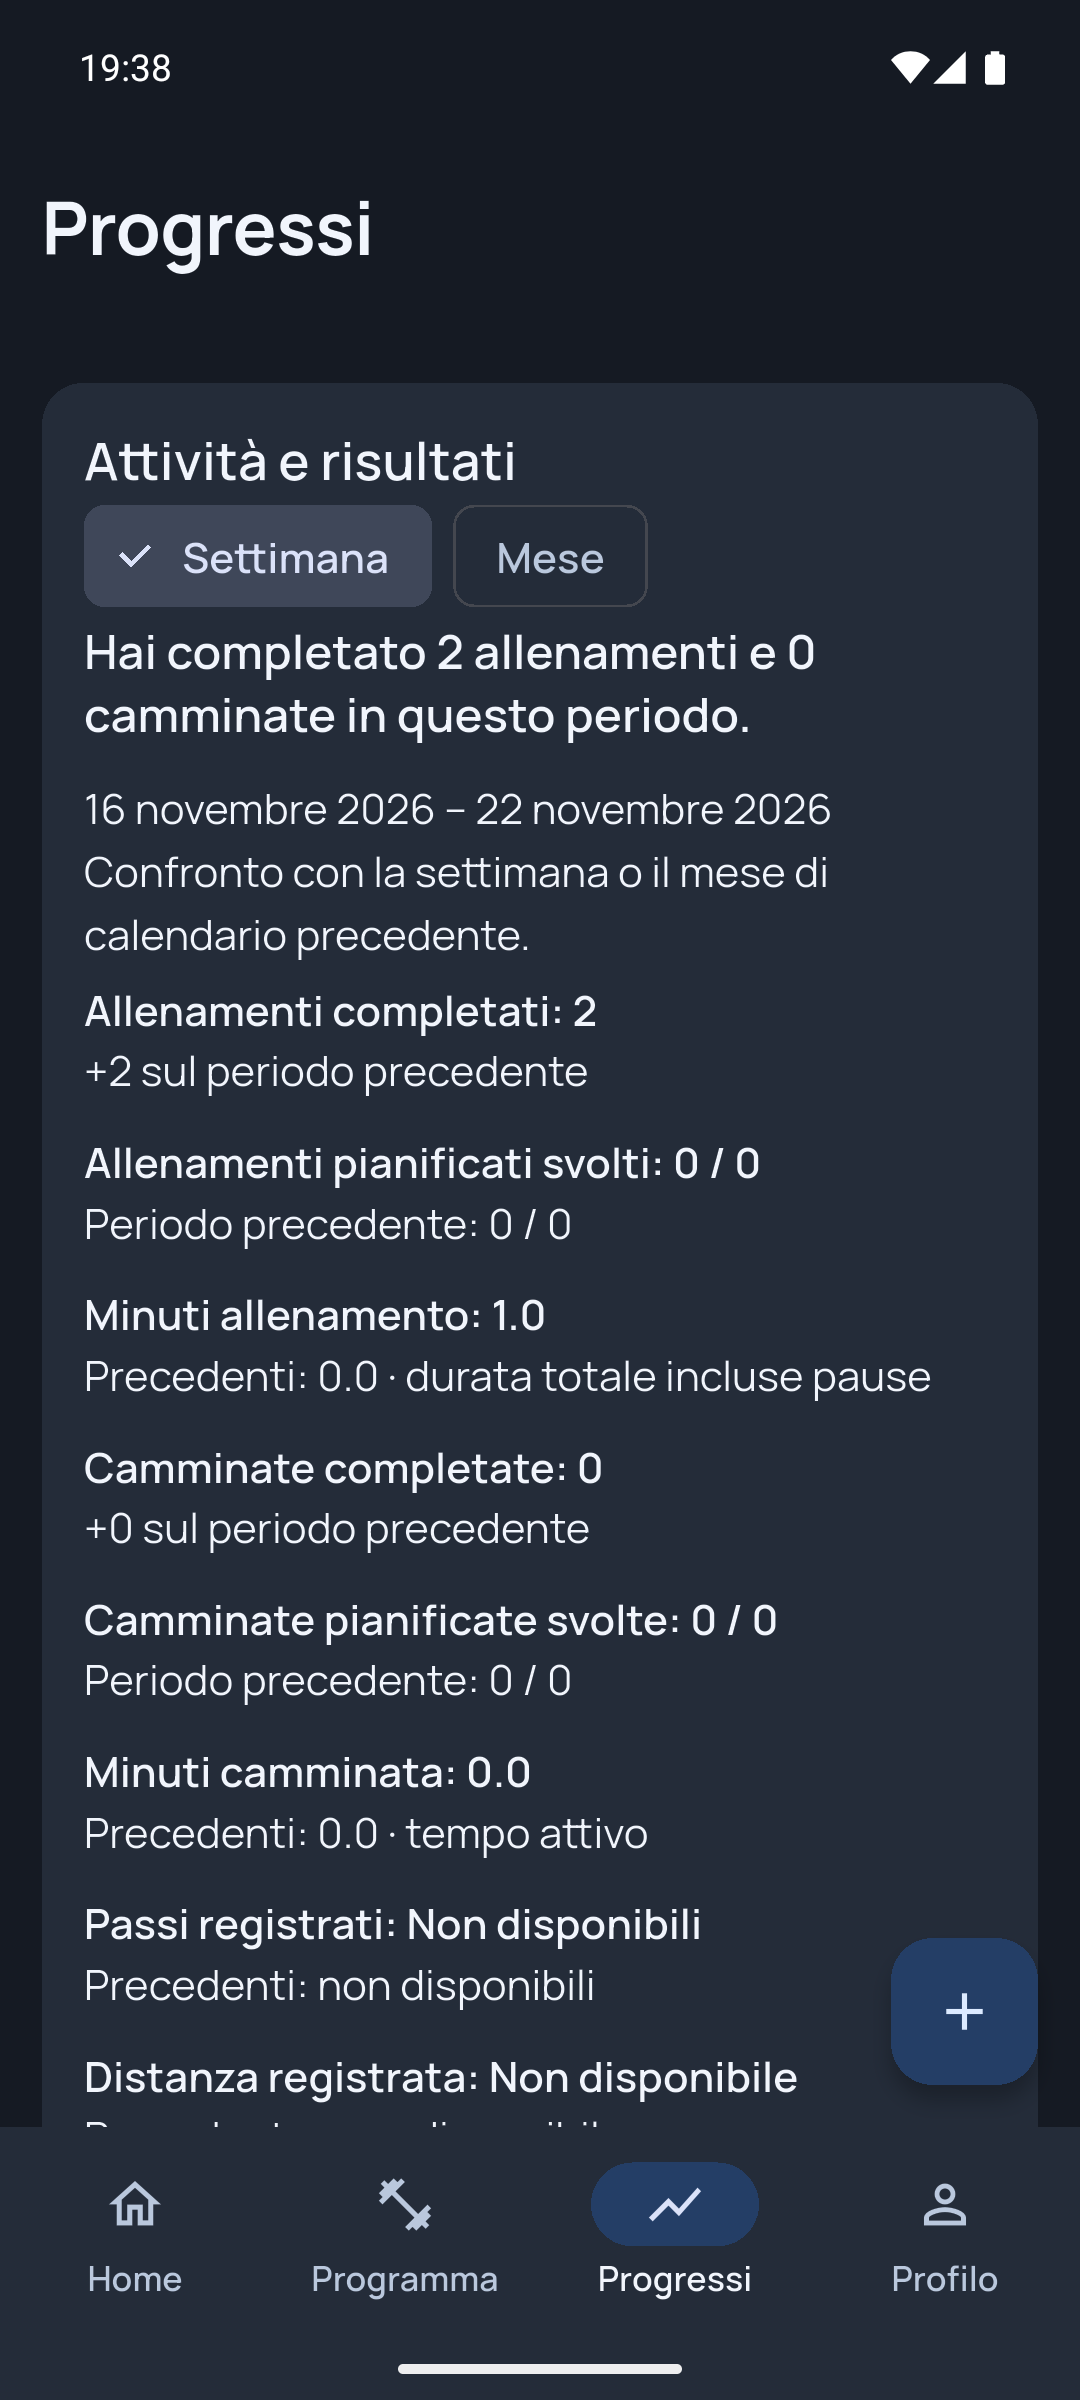 19:38
Progressi
Attività e risultati
Settimana
Mese
Hai completato 2 allenamenti e 0
camminate in questo periodo.
16 novembre 2026 – 22 novembre 2026
Confronto con la settimana o il mese di
calendario precedente.
Allenamenti completati: 2
+2 sul periodo precedente
Allenamenti pianificati svolti: 0 / 0
Periodo precedente: 0 / 0
Minuti allenamento: 1.0
Precedenti: 0.0 · durata totale incluse pause
Camminate completate: 0
+0 sul periodo precedente
Camminate pianificate svolte: 0 / 0
Periodo precedente: 0 / 0
Minuti camminata: 0.0
Precedenti: 0.0 · tempo attivo
Passi registrati: Non disponibili
Precedenti: non disponibili
Distanza registrata: Non disponibile
Home
Programma
Progressi
Profilo